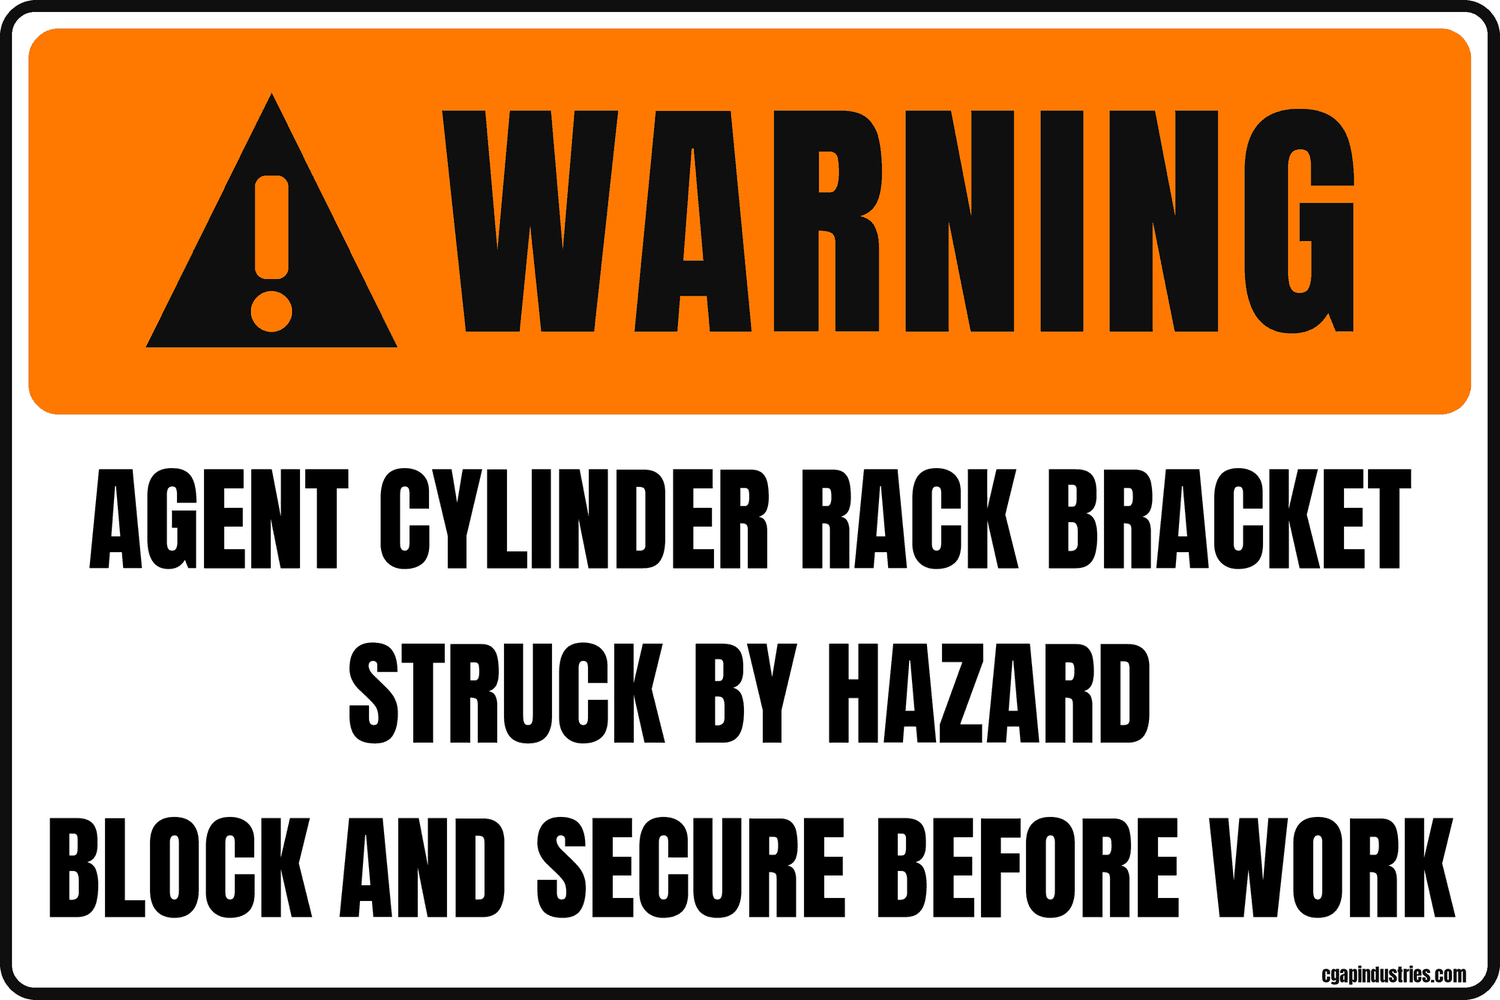 WARNING
AGENT CYLINDER RACK BRACKET
STRUCK BY HAZARD
BLOCK AND SECURE BEFORE WORK
cgapindustries.com